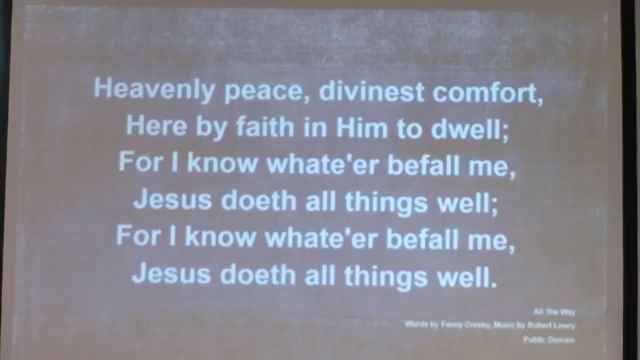 Heavenly peace, divinest comfort,
Here by faith in Him to dwell;
For I know whate'er befall me,
Jesus doeth all things well;
For I know whate'er befall me,
Jesus doeth all things well.
All The Way
Words by Fanny Crosby, Music by Robert Lowry
Public Domain